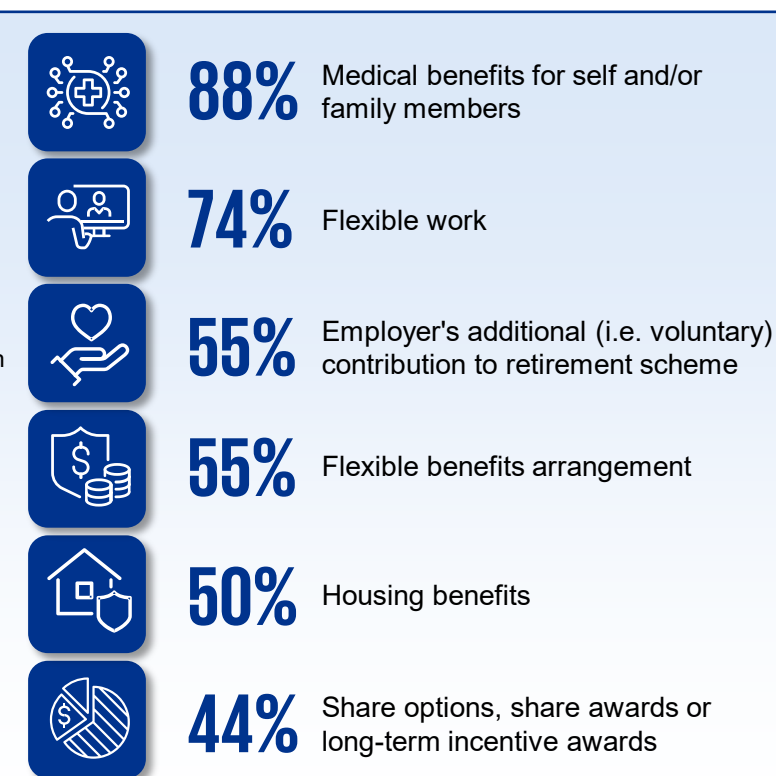 88%
Medical benefits for self and/or
family members
74%
Flexible work
55%
Employer's additional (i.e. voluntary)
contribution to retirement scheme
$
55%
Flexible benefits arrangement
50%
Housing benefits
$
44%
Share options, share awards or
long-term incentive awards